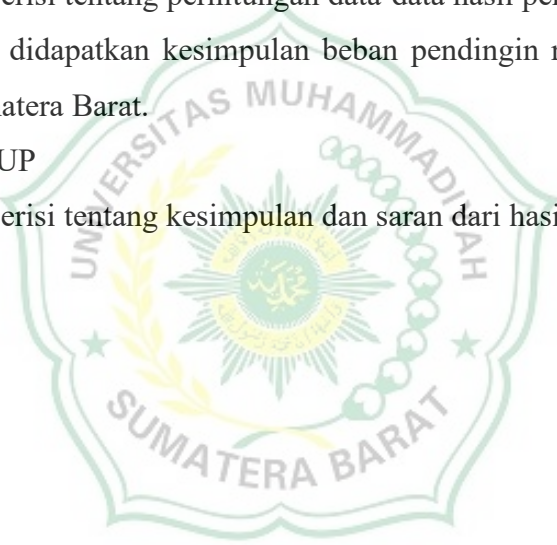 erisi tentang perhitungan data-data hasil pe
didapatkan kesimpulan beban pendingin
atera Barat.
UP
erisi tentang kesimpulan dan saran dari hasi
UNIVERSITAS MUHAMMADIYAH
SUMATERA BARAT